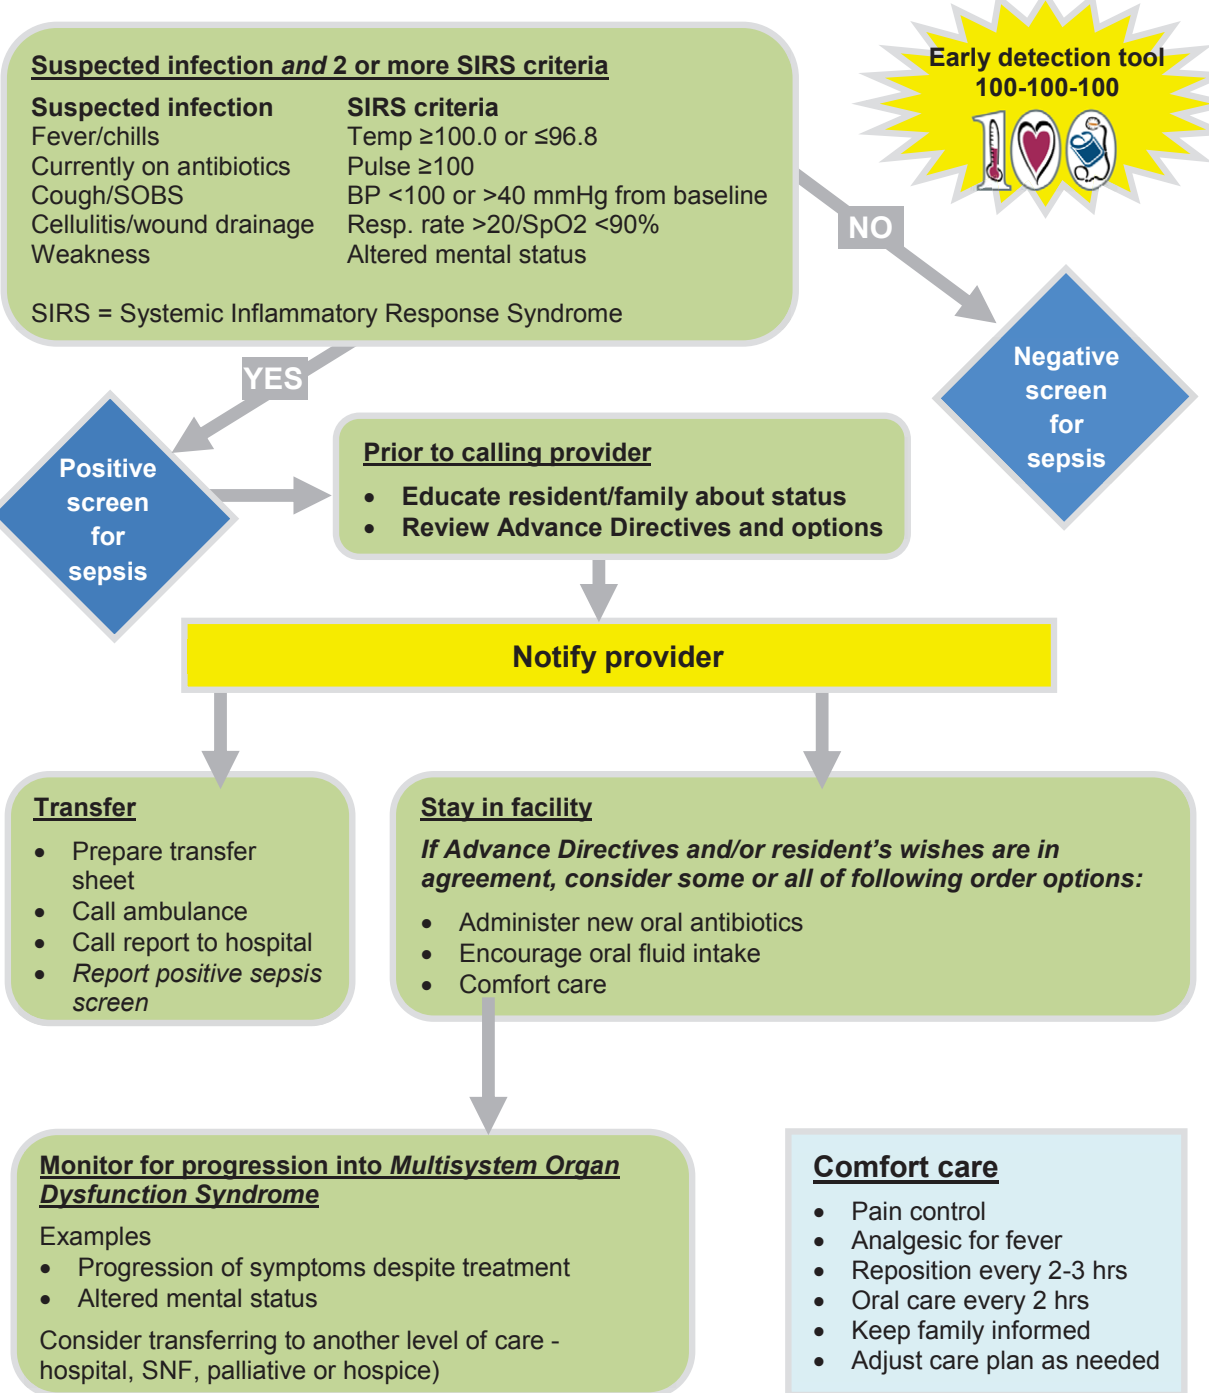 Suspected infection and 2 or more SIRS criteria
Suspected infection SIRS criteria
Fever/chills Temp ≥100.0 or ≤96.8
Currently on antibiotics Pulse ≥100
Cough/SOBS BP <100 or >40 mmHg from baseline
Cellulitis/wound drainage Resp. rate >20/SpO2 <90%
Weakness Altered mental status
SIRS = Systemic Inflammatory Response Syndrome
Early detection tool
100-100-100
100
NO
YES
Negative
screen
for
sepsis
Positive
screen
for
sepsis
Prior to calling provider
• Educate resident/family about status
• Review Advance Directives and options
Notify provider
Transfer
• Prepare transfer
sheet
• Call ambulance
• Call report to hospital
• Report positive sepsis
screen
Stay in facility
If Advance Directives and/or resident's wishes are in
agreement, consider some or all of following order options:
• Administer new oral antibiotics
• Encourage oral fluid intake
• Comfort care
Monitor for progression into Multisystem Organ
Dysfunction Syndrome
Examples
• Progression of symptoms despite treatment
• Altered mental status
Consider transferring to another level of care -
hospital, SNF, palliative or hospice)
Comfort care
• Pain control
• Analgesic for fever
• Reposition every 2-3 hrs
• Oral care every 2 hrs
• Keep family informed
• Adjust care plan as needed